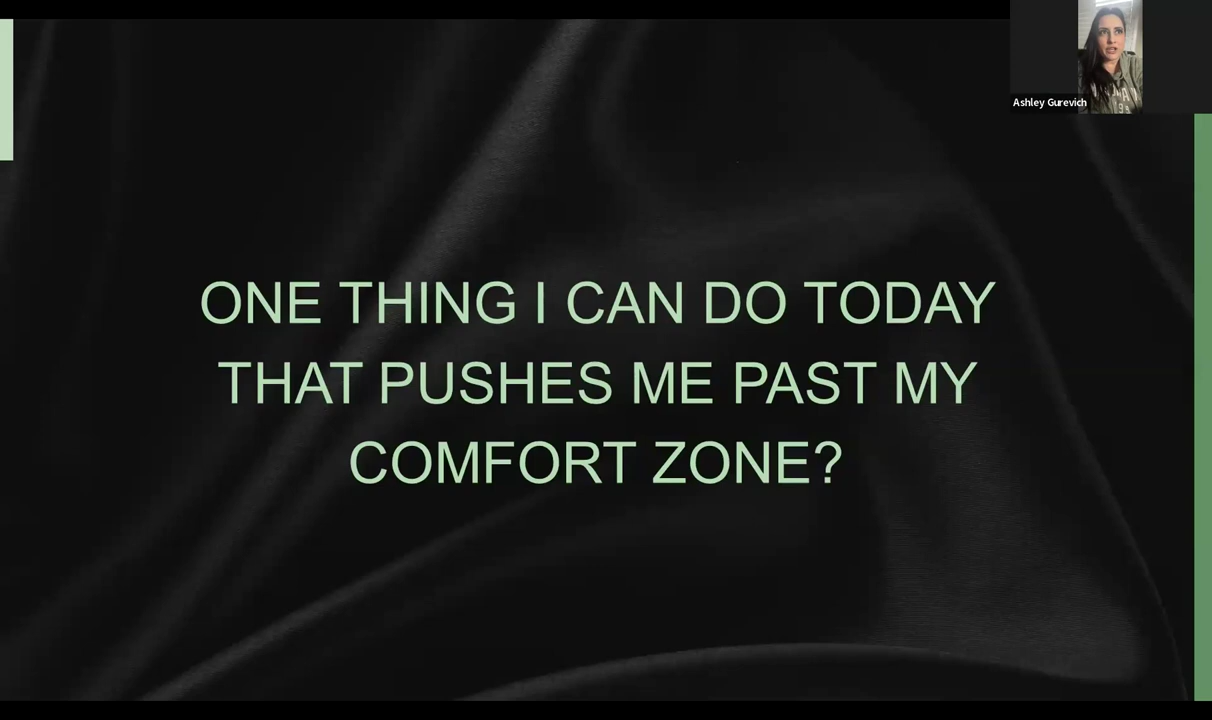 Ashley Gurevich
ONE THING I CAN DO TODAY
THAT PUSHES ME PAST MY
COMFORT ZONE?